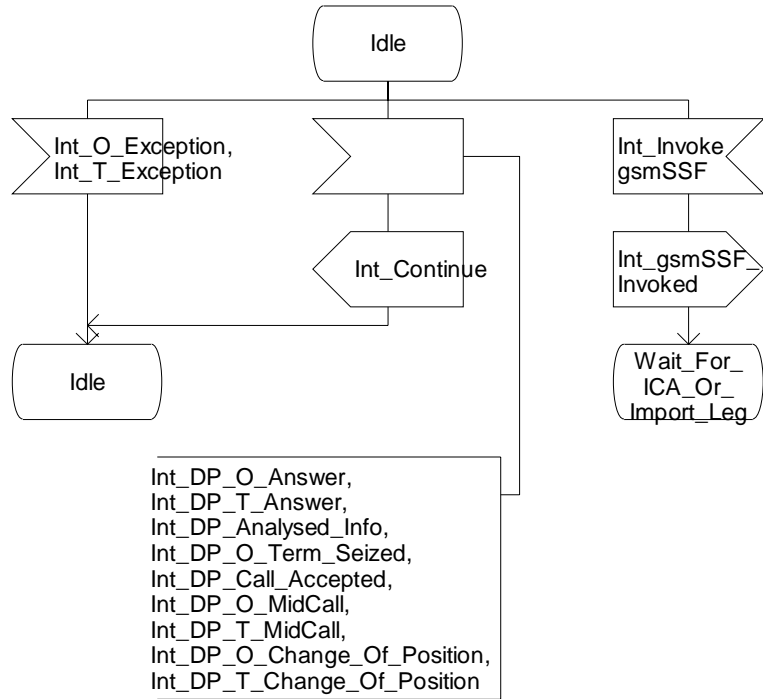 Idle
Int_O_Exception,
Int_T_Exception
Int_Invoke
gsmSSF
Int_Continue
Int_gsmSSF_
Invoked
Idle
Wait_For_
ICA_Or_
Import_Leg
Int_DP_O_Answer,
Int_DP_T_Answer,
Int_DP_Analysed_Info,
Int_DP_O_Term_Seized,
Int_DP_Call_Accepted,
Int_DP_O_MidCall,
Int_DP_T_MidCall,
Int_DP_O_Change_Of_Position,
Int_DP_T_Change_Of_Position